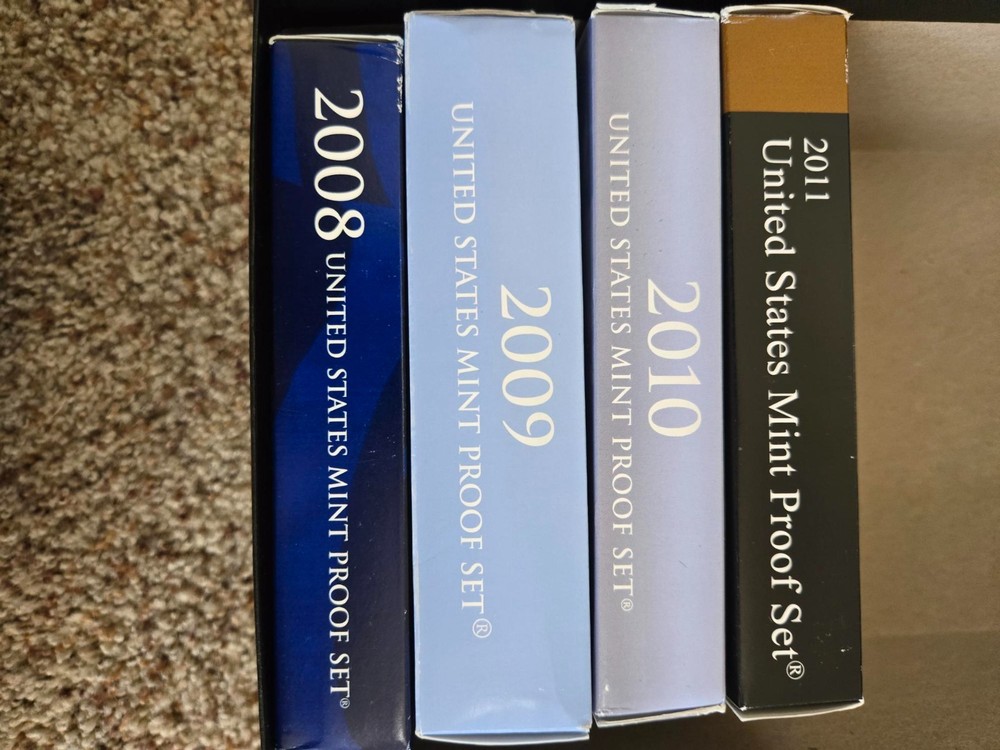 2008 UNITED STATES MINT PROOF SET®
2009
UNITED STATES MINT PROOF SET®
2010
UNITED STATES MINT PROOF SET®
2011
United States Mint Proof Set®